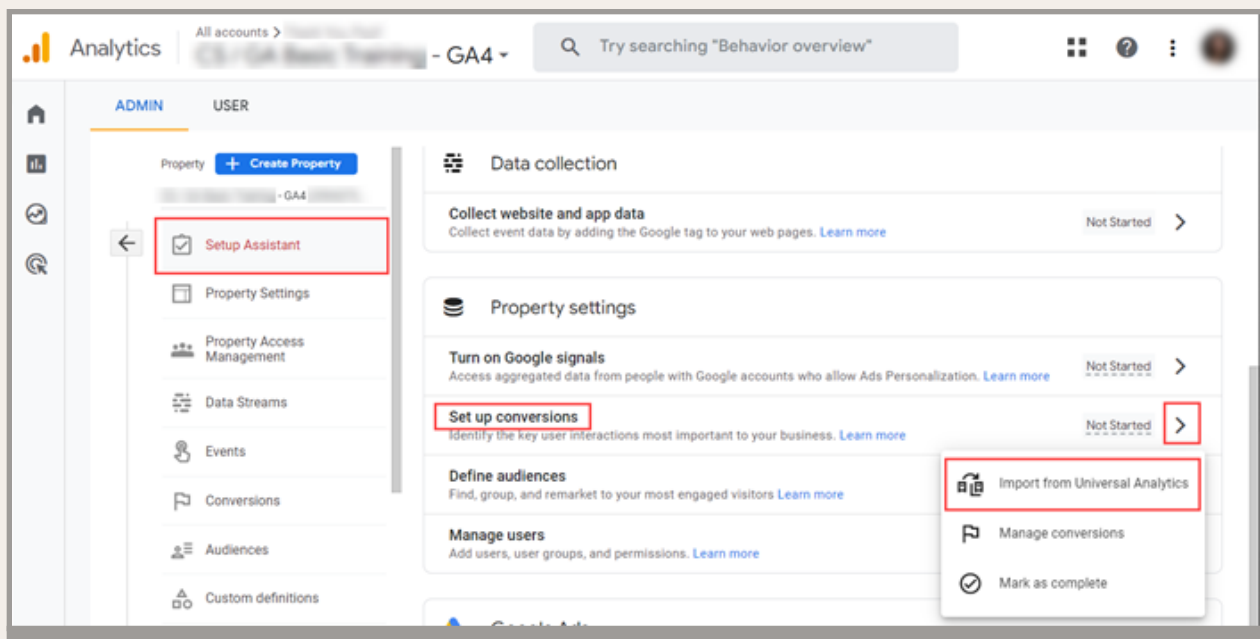 Analytics
All accounts >
- GA4
Try searching "Behavior overview"
ADMIN
USER
Property
+ Create Property
- GA4
Setup Assistant
Property Settings
Property Access
Management
Data Streams
Events
Conversions
Audiences
Custom definitions
Data collection
Collect website and app data
Not Started
Collect event data by adding the Google tag to your web pages. Learn more
Property settings
Turn on Google signals
Not Started
Access aggregated data from people with Google accounts who allow Ads Personalization. Learn more
Set up conversions
Not Started
Identify the key user interactions most important to your business. Learn more
Define audiences
Find, group, and remarket to your most engaged visitors Learn more
Manage users
Add users, user groups, and permissions. Learn more
Import from Universal Analytics
Manage conversions
Mark as complete